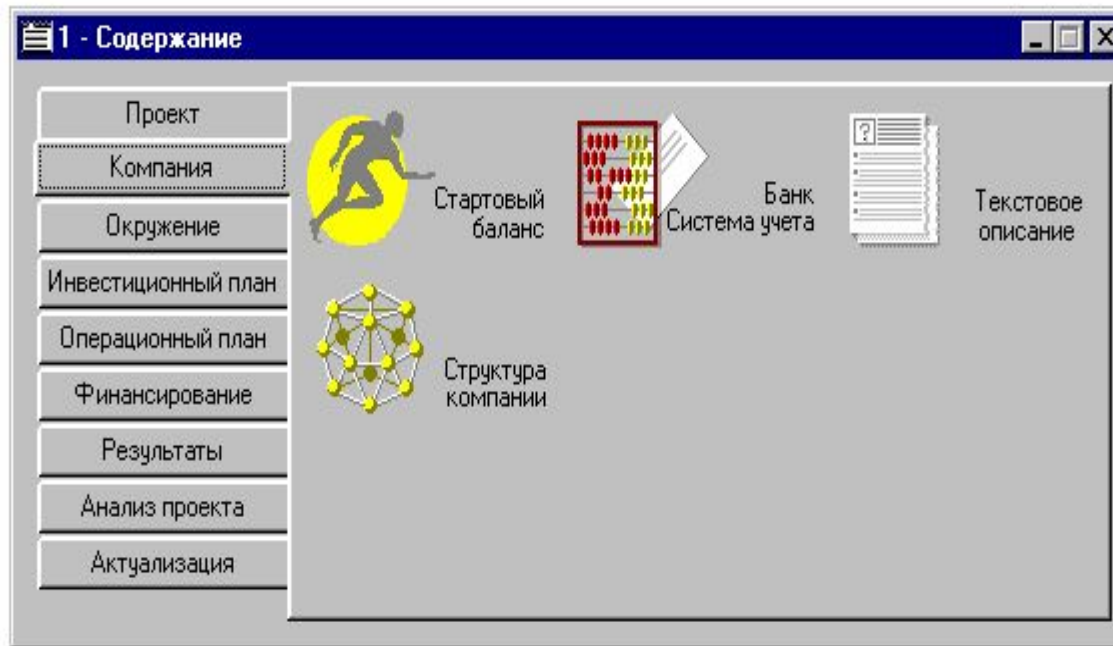 1 - Содержание
Проект
Компания
Окружение
Инвестиционный план
Операционный план
Финансирование
Результаты
Анализ проекта
Актуализация
Стартовый
баланс
Банк
Система учета
?
Текстовое
описание
Структура
компании